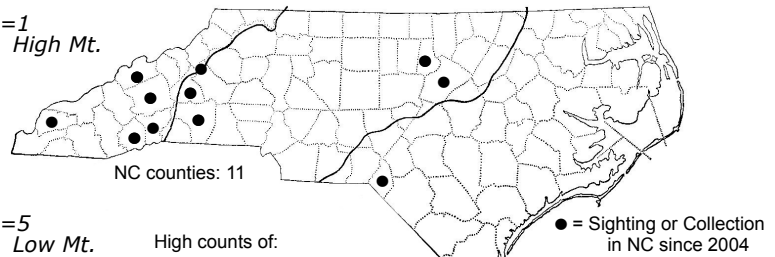 =1
High Mt.
NC counties: 11
=5
Low Mt.
High counts of:
● = Sighting or Collection
in NC since 2004